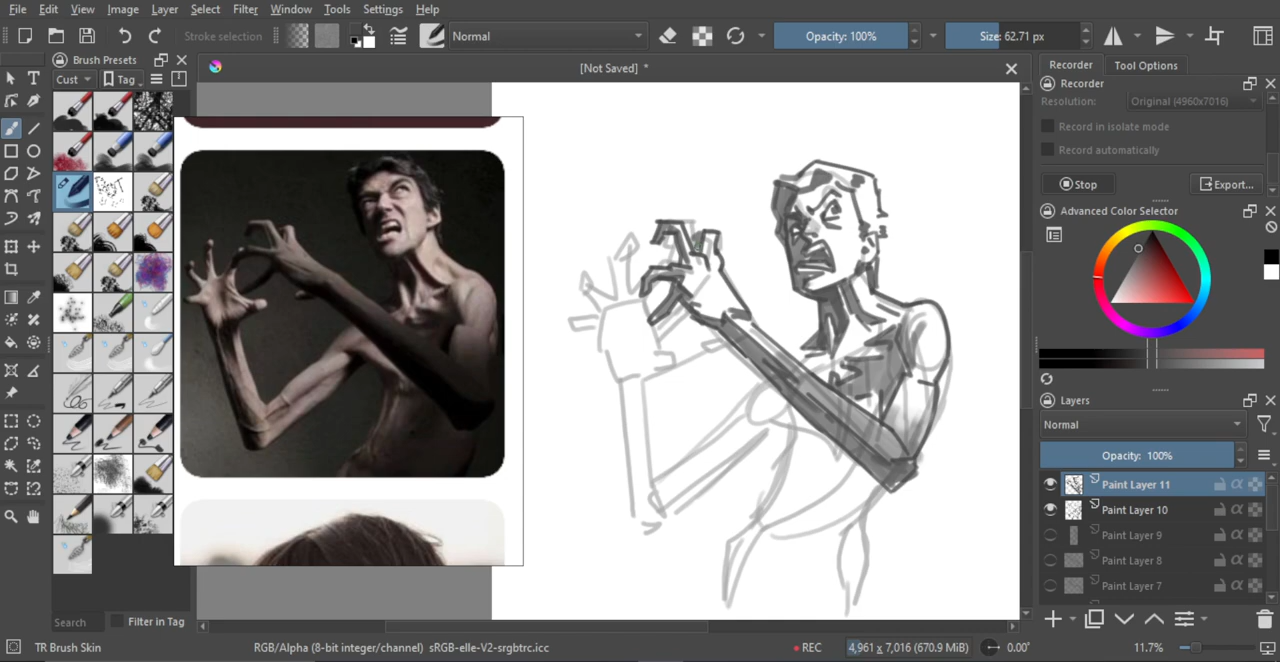 File Edit View Image Layer Select Filter Window Tools Settings Help
Stroke selection Normal Opacity: 100% Size: 62.71 px
Brush Presets
[Not Saved] *
Recorder Tool Options
Cust Tag
Recorder
Resolution: Original (4960x7016)
Record in isolate mode
Record automatically
Stop Export...
Advanced Color Selector
Layers
Normal
Opacity: 100%
Paint Layer 11
Paint Layer 10
Paint Layer 9
Paint Layer 8
Paint Layer 7
Search Filter in Tag
TR Brush Skin RGB/Alpha (8-bit integer/channel) sRGB-elle-V2-srgbtrc.icc REC 4,961 x 7,016 (670.9 MiB) 0.00° 11.7%